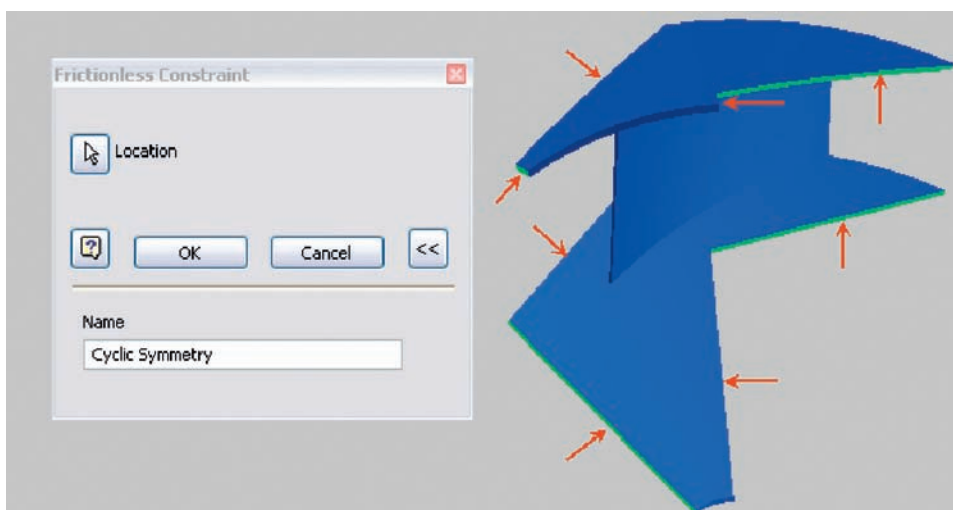 Frictionless Constraint
Location
OK
Cancel
<<
Name
Cyclic Symmetry